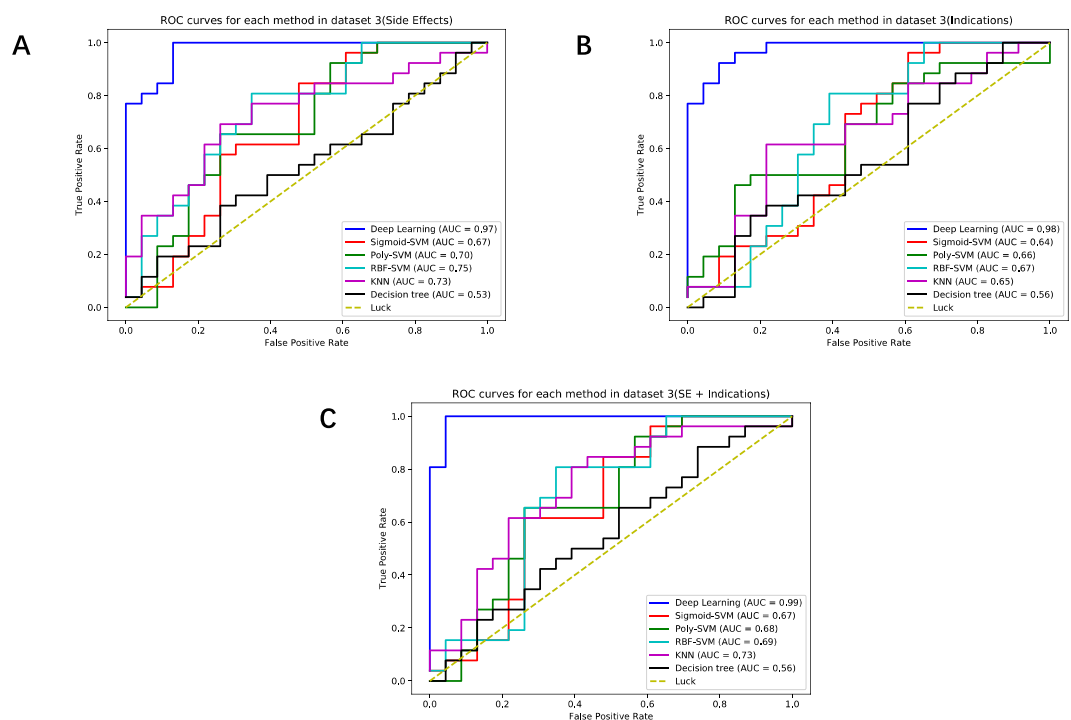 A
ROC curves for each method in dataset 3(Side Effects)
True Positive Rate
1.0
0.8
0.6
0.4
0.2
0.0
Deep Learning (AUC = 0,97)
Sigmoid-SVM (AUC = 0,67)
Poly-SVM (AUC = 0,70)
RBF-SVM (AUC = 0.75)
KNN (AUC = 0.73)
Decision tree (AUC = 0.53)
Luck
0.0 0.2 0.4 0.6 0.8 1.0
False Positive Rate
B
ROC curves for each method in dataset 3(Indications)
True Positive Rate
1.0
0.8
0.6
0.4
0.2
0.0
Deep Learning (AUC = 0,98)
Sigmoid-SVM (AUC = 0.64)
Poly-SVM (AUC = 0,66)
RBF-SVM (AUC = 0.67)
KNN (AUC = 0.65)
Decision tree (AUC = 0.56)
Luck
0.0 0.2 0.4 0.6 0.8 1.0
False Positive Rate
C
ROC curves for each method in dataset 3(SE + Indications)
True Positive Rate
1.0
0.8
0.6
0.4
0.2
0.0
Deep Learning (AUC = 0.99)
Sigmoid-SVM (AUC = 0.67)
Poly-SVM (AUC = 0.68)
RBF-SVM (AUC = 0.69)
KNN (AUC = 0.73)
Decision tree (AUC = 0.56)
Luck
0.0 0.2 0.4 0.6 0.8 1.0
False Positive Rate